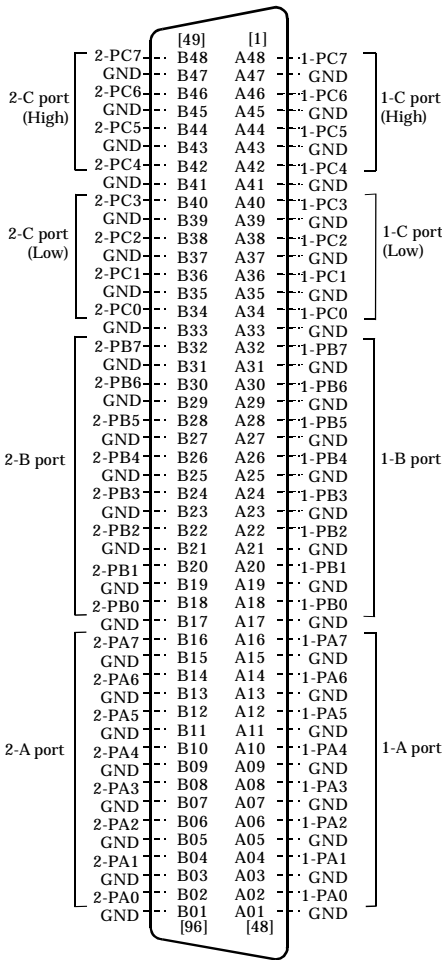 [49] [1]
2-PC7 B48 A48 1-PC7
GND B47 A47 GND
2-C port 2-PC6 B46 A46 1-PC6 1-C port
(High) GND B45 A45 GND (High)
2-PC5 B44 A44 1-PC5
GND B43 A43 GND
2-PC4 B42 A42 1-PC4
GND B41 A41 GND
2-PC3 B40 A40 1-PC3
GND B39 A39 GND
2-C port 2-PC2 B38 A38 1-PC2 1-C port
(Low) GND B37 A37 GND (Low)
2-PC1 B36 A36 1-PC1
GND B35 A35 GND
2-PC0 B34 A34 1-PC0
GND B33 A33 GND
2-PB7 B32 A32 1-PB7
GND B31 A31 GND
2-PB6 B30 A30 1-PB6
GND B29 A29 GND
2-PB5 B28 A28 1-PB5
GND B27 A27 GND
2-B port 2-PB4 B26 A26 1-PB4 1-B port
GND B25 A25 GND
2-PB3 B24 A24 1-PB3
GND B23 A23 GND
2-PB2 B22 A22 1-PB2
GND B21 A21 GND
2-PB1 B20 A20 1-PB1
GND B19 A19 GND
2-PB0 B18 A18 1-PB0
GND B17 A17 GND
2-PA7 B16 A16 1-PA7
GND B15 A15 GND
2-PA6 B14 A14 1-PA6
GND B13 A13 GND
2-PA5 B12 A12 1-PA5
GND B11 A11 GND
2-A port 2-PA4 B10 A10 1-PA4 1-A port
GND B09 A09 GND
2-PA3 B08 A08 1-PA3
GND B07 A07 GND
2-PA2 B06 A06 1-PA2
GND B05 A05 GND
2-PA1 B04 A04 1-PA1
GND B03 A03 GND
2-PA0 B02 A02 1-PA0
GND B01 A01 GND
[96] [48]